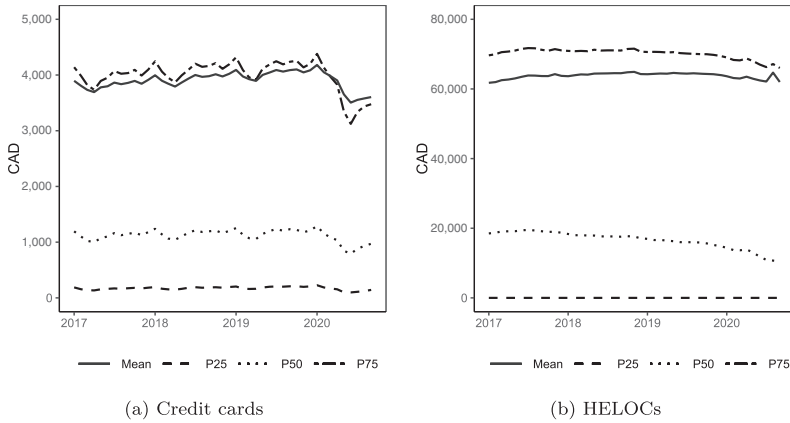 5,000
4,000
3,000
2,000
1,000
0
CAD
2017 2018 2019 2020
Mean P25 P50 P75
(a) Credit cards
80,000
60,000
40,000
20,000
0
CAD
2017 2018 2019 2020
Mean P25 P50 P75
(b) HELOCs